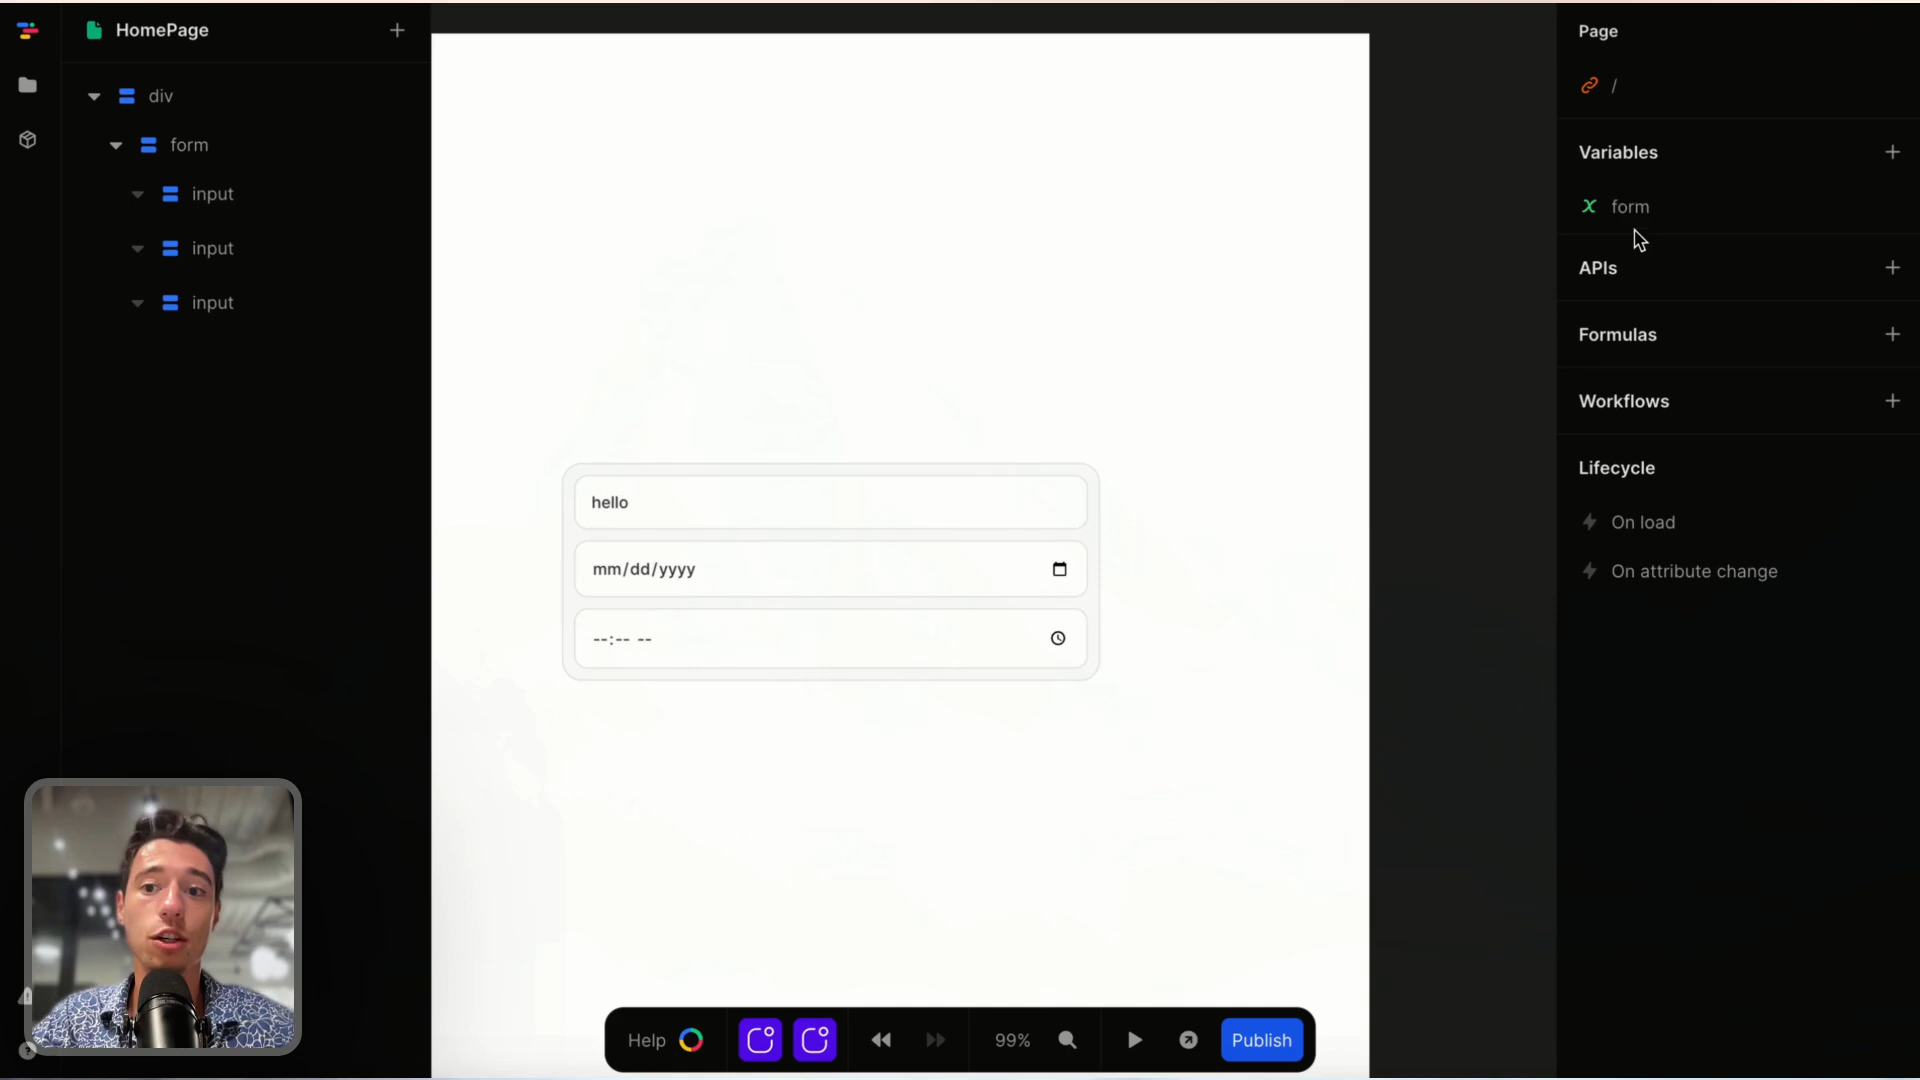 HomePage
div
form
input
input
input
hello
mm/dd/yyyy
--:-- --
Help
99%
Publish
Page
/
Variables
form
APIs
Formulas
Workflows
Lifecycle
On load
On attribute change